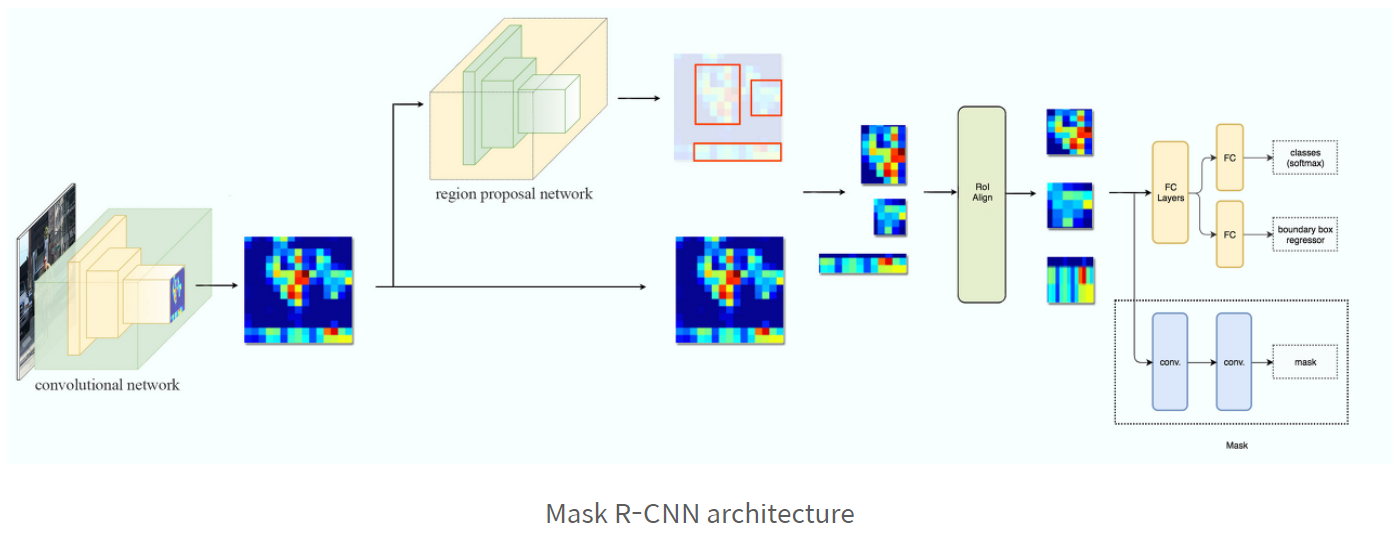 region proposal network
convolutional network
RoI
Align
FC
Layers
FC
classes
(softmax)
FC
boundary box
regressor
conv.
conv.
mask
Mask
Mask R-CNN architecture